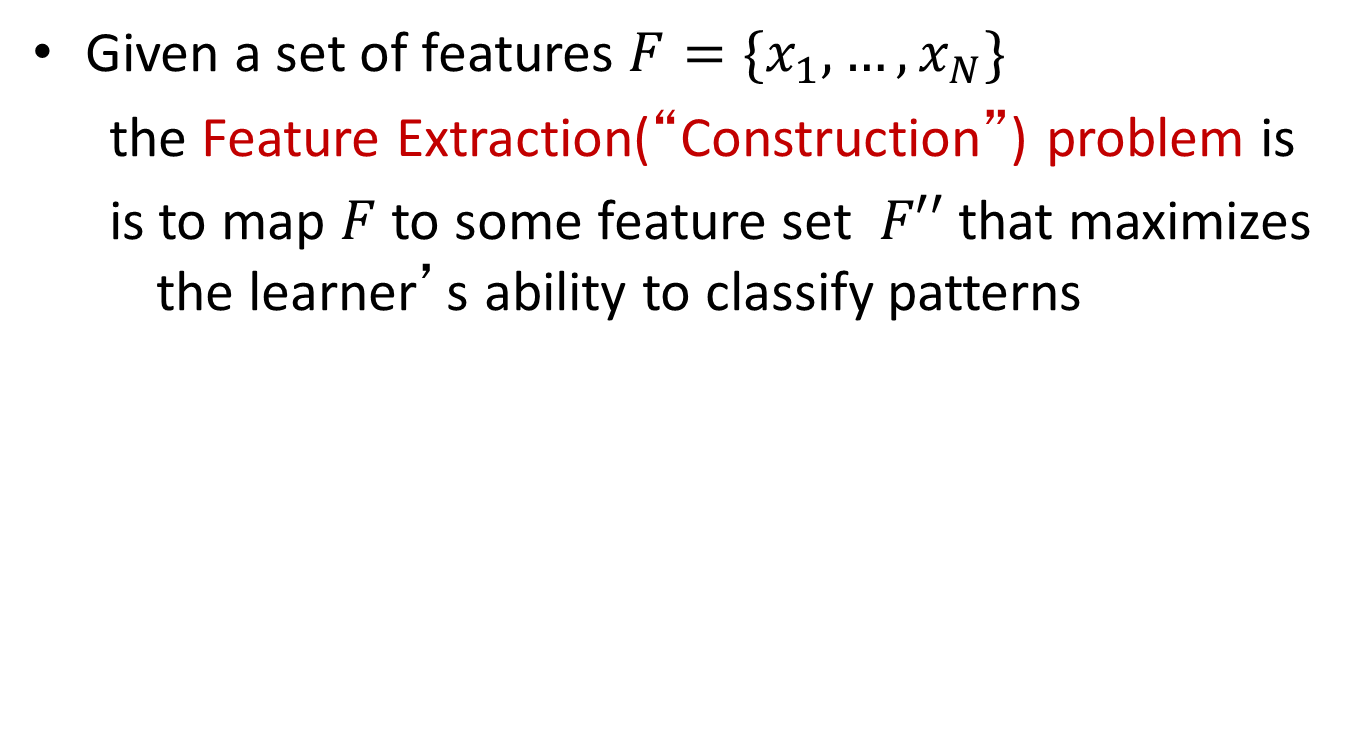 • Given a set of features F = {x₁, … , x_N}
the Feature Extraction(“Construction”) problem is
is to map F to some feature set F′′ that maximizes
the learner’s ability to classify patterns